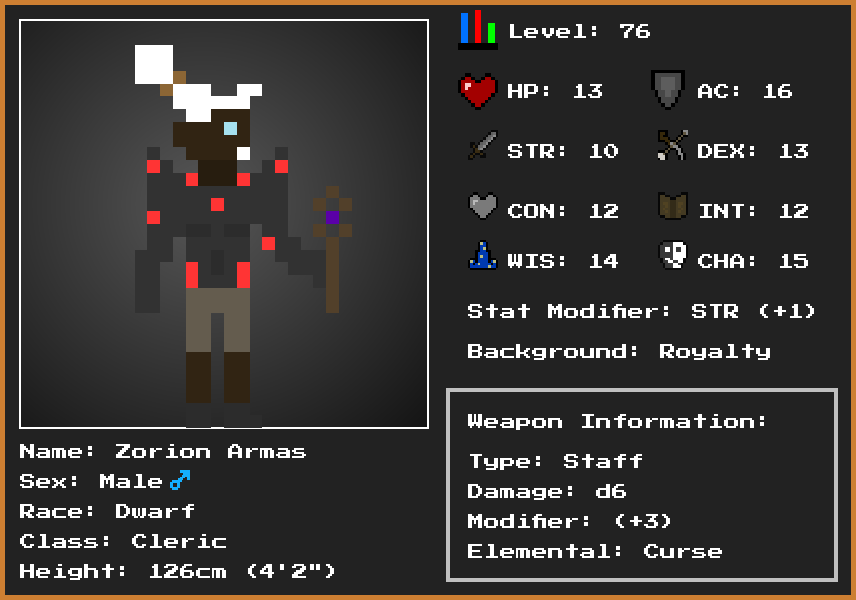 Level: 76
HP: 13
AC: 16
STR: 10
DEX: 13
CON: 12
INT: 12
WIS: 14
CHA: 15
Stat Modifier: STR (+1)
Background: Royalty
Weapon Information:
Type: Staff
Damage: d6
Modifier: (+3)
Elemental: Curse
Name: Zorion Armas
Sex: Male♂
Race: Dwarf
Class: Cleric
Height: 126cm (4'2")